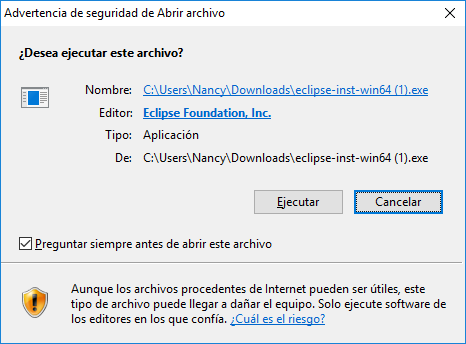 Advertencia de seguridad de Abrir archivo
¿Desea ejecutar este archivo?
Nombre: C:\Users\Nancy\Downloads\eclipse-inst-win64 (1).exe
Editor: Eclipse Foundation, Inc.
Tipo: Aplicación
De: C:\Users\Nancy\Downloads\eclipse-inst-win64 (1).exe
Ejecutar Cancelar
Preguntar siempre antes de abrir este archivo
Aunque los archivos procedentes de Internet pueden ser útiles, este
tipo de archivo puede llegar a dañar el equipo. Solo ejecute software de
los editores en los que confía. ¿Cuál es el riesgo?